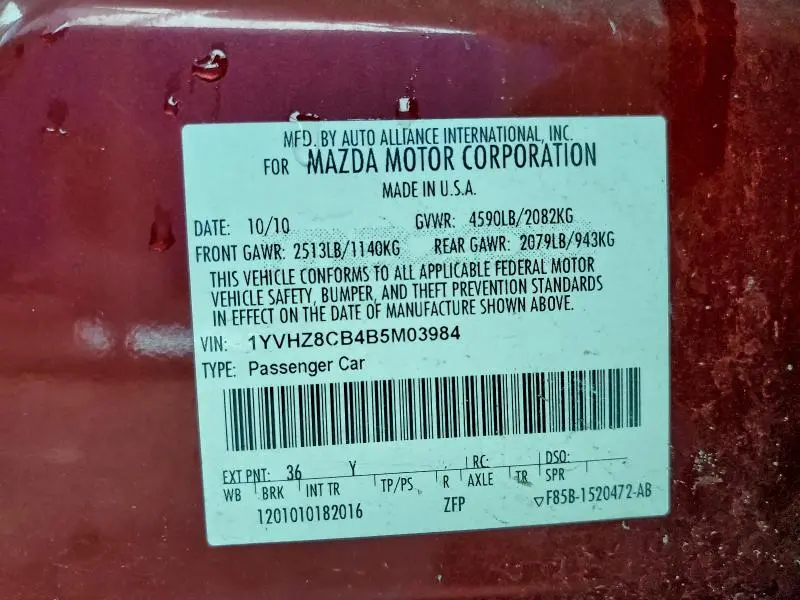 MFD. BY AUTO ALLIANCE INTERNATIONAL, INC.
FOR MAZDA MOTOR CORPORATION
MADE IN U.S.A.
DATE: 10/10 GVWR: 4590LB/2082KG
FRONT GAWR: 2513LB/1140KG REAR GAWR: 2079LB/943KG
THIS VEHICLE CONFORMS TO ALL APPLICABLE FEDERAL MOTOR
VEHICLE SAFETY, BUMPER, AND THEFT PREVENTION STANDARDS
IN EFFECT ON THE DATE OF MANUFACTURE SHOWN ABOVE.
VIN: 1YVHZ8CB4B5M03984
TYPE: Passenger Car
EXT PNT: 36 Y RC: DSO:
WB BRK INT TR TP/PS R AXLE TR SPR
1201010182016 ZFP F85B-1520472-AB